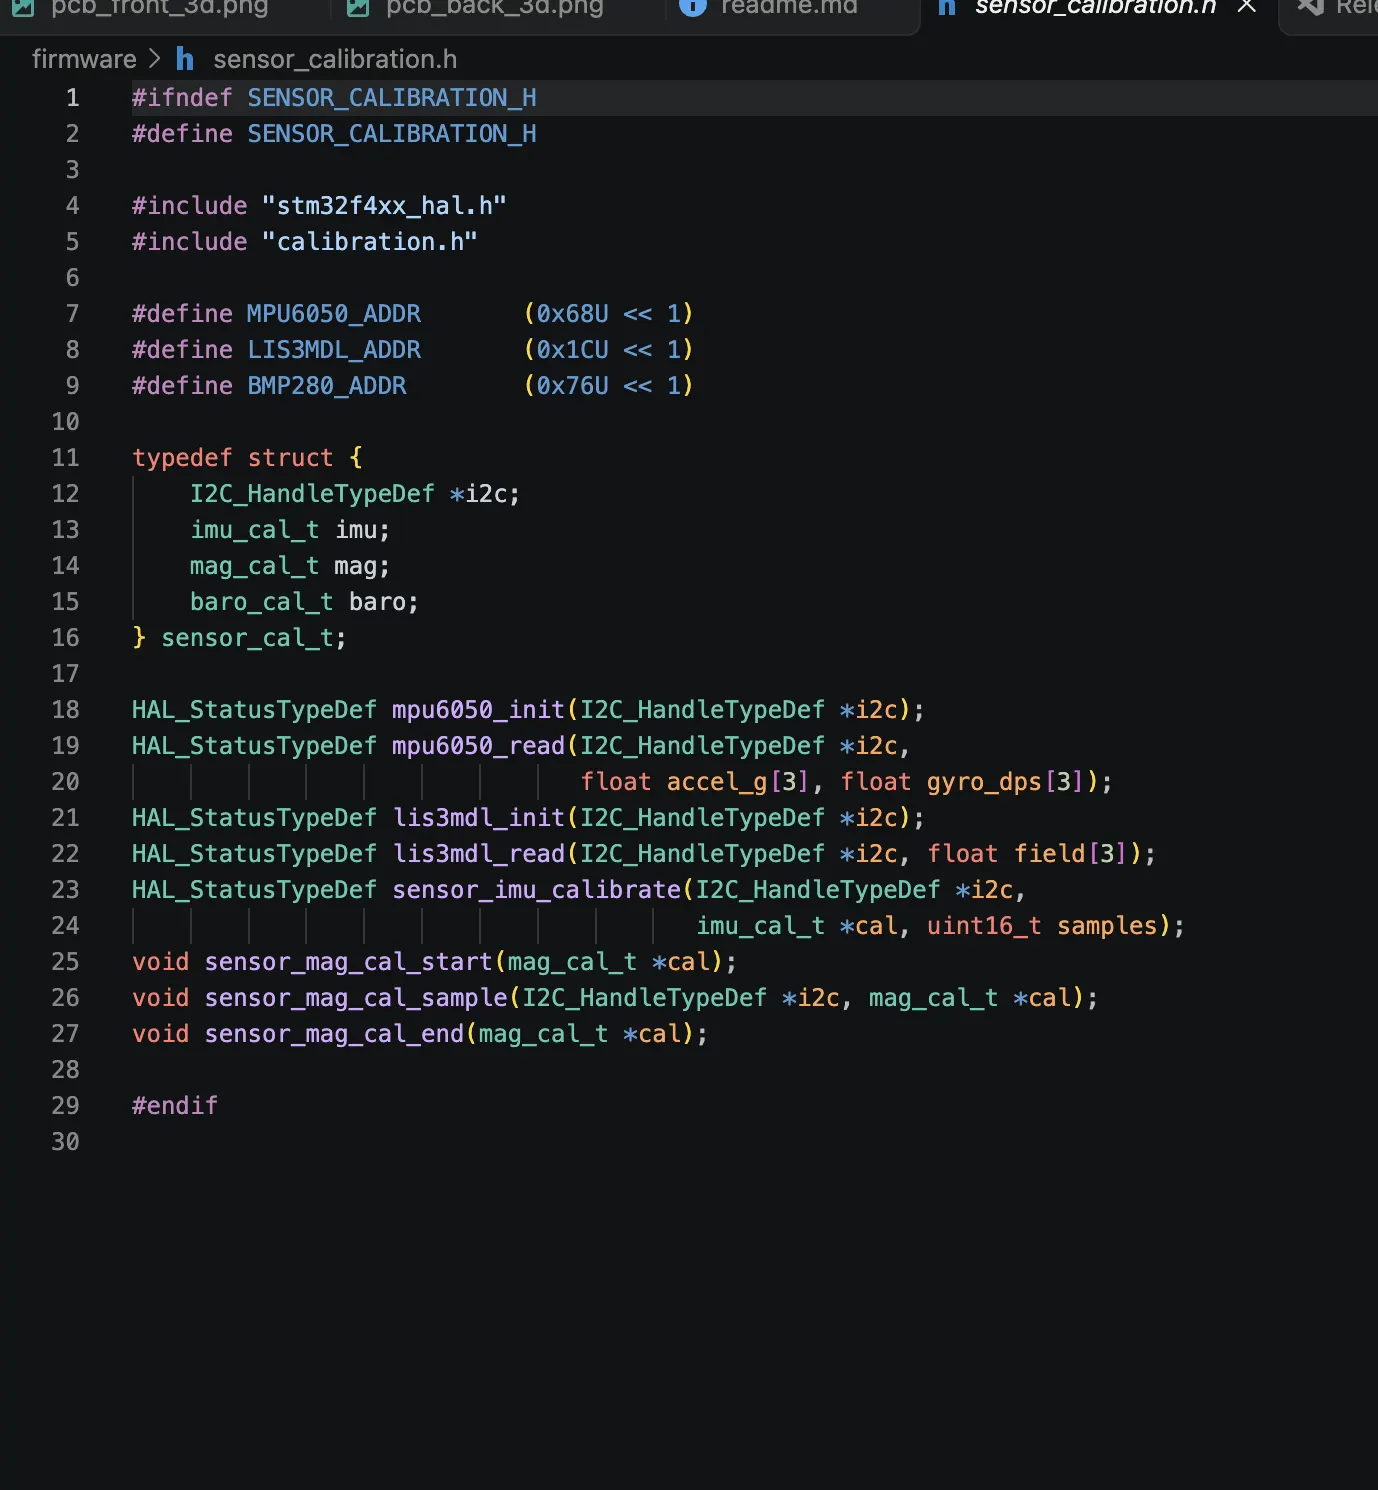 pcb_front_3d.png pcb_back_3d.png readme.md sensor_calibration.h Rele
firmware > h sensor_calibration.h
1 #ifndef SENSOR_CALIBRATION_H
2 #define SENSOR_CALIBRATION_H
3
4 #include "stm32f4xx_hal.h"
5 #include "calibration.h"
6
7 #define MPU6050_ADDR       (0x68U << 1)
8 #define LIS3MDL_ADDR       (0x1CU << 1)
9 #define BMP280_ADDR        (0x76U << 1)
10
11 typedef struct {
12     I2C_HandleTypeDef *i2c;
13     imu_cal_t imu;
14     mag_cal_t mag;
15     baro_cal_t baro;
16 } sensor_cal_t;
17
18 HAL_StatusTypeDef mpu6050_init(I2C_HandleTypeDef *i2c);
19 HAL_StatusTypeDef mpu6050_read(I2C_HandleTypeDef *i2c,
20                                float accel_g[3], float gyro_dps[3]);
21 HAL_StatusTypeDef lis3mdl_init(I2C_HandleTypeDef *i2c);
22 HAL_StatusTypeDef lis3mdl_read(I2C_HandleTypeDef *i2c, float field[3]);
23 HAL_StatusTypeDef sensor_imu_calibrate(I2C_HandleTypeDef *i2c,
24                                        imu_cal_t *cal, uint16_t samples);
25 void sensor_mag_cal_start(mag_cal_t *cal);
26 void sensor_mag_cal_sample(I2C_HandleTypeDef *i2c, mag_cal_t *cal);
27 void sensor_mag_cal_end(mag_cal_t *cal);
28
29 #endif
30